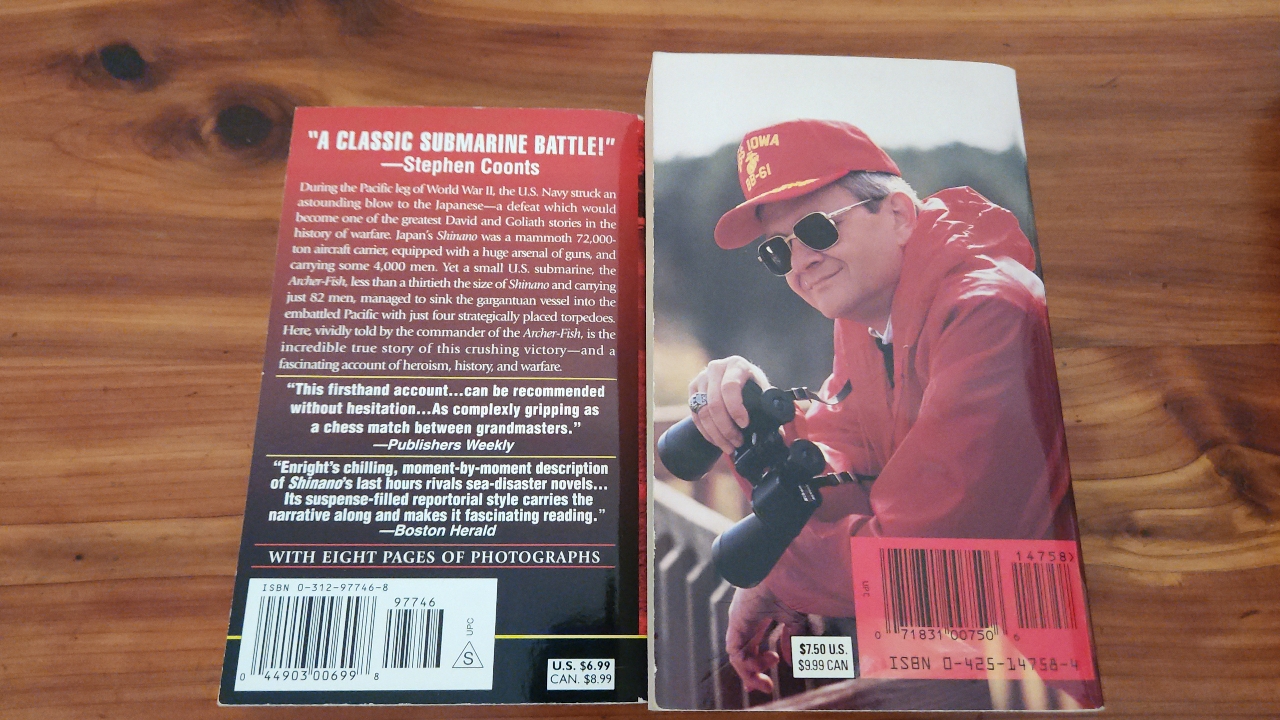 "A CLASSIC SUBMARINE BATTLE!"
—Stephen Coonts
During the Pacific leg of World War II, the U.S. Navy struck an
astounding blow to the Japanese—a defeat which would
become one of the greatest David and Goliath stories in the
history of warfare. Japan's Shinano was a mammoth 72,000-
ton aircraft carrier, equipped with a huge arsenal of guns, and
carrying some 4,000 men. Yet a small U.S. submarine, the
Archer-Fish, less than a thirtieth the size of Shinano and carrying
just 82 men, managed to sink the gargantuan vessel into the
embattled Pacific with just four strategically placed torpedoes.
Here, vividly told by the commander of the Archer-Fish, is the
incredible true story of this crushing victory—and a
fascinating account of heroism, history, and warfare.
"This firsthand account...can be recommended
without hesitation...As complexly gripping as
a chess match between grandmasters."
—Publishers Weekly
"Enright's chilling, moment-by-moment description
of Shinano's last hours rivals sea-disaster novels...
Its suspense-filled reportorial style carries the
narrative along and makes it fascinating reading."
—Boston Herald
WITH EIGHT PAGES OF PHOTOGRAPHS
ISBN 0-312-97746-8
97746
UPC
S
0 44903 00699 8
U.S. $6.99
CAN. $8.99
IOWA
BB-61
14758
UPC
0 71831 00750 6
ISBN 0-425-14758-4
$7.50 U.S.
$9.99 CAN